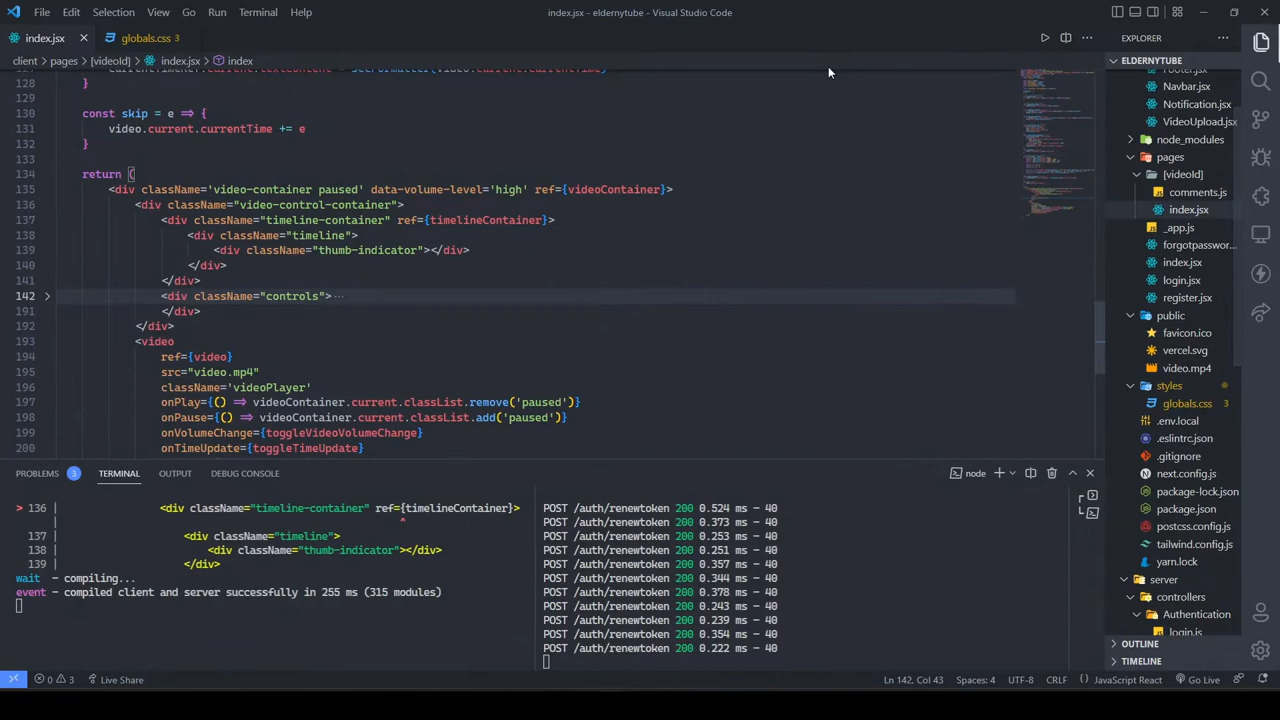 File Edit Selection View Go Run Terminal Help
index.jsx - eldernytube - Visual Studio Code
index.jsx
globals.css 3
EXPLORER
client > pages > [videoId] > index.jsx > index
ELDERNYTUBE
128 }
129
130 const skip = e => {
131 video.current.currentTime += e
132 }
133
134 return (
135 <div className='video-container paused' data-volume-level='high' ref={videoContainer}>
136 <div className="video-control-container">
137 <div className="timeline-container" ref={timelineContainer}>
138 <div className="timeline">
139 <div className="thumb-indicator"></div>
140 </div>
141 </div>
142 <div className="controls"> ...
191 </div>
192 </div>
193 <video
194 ref={video}
195 src="video.mp4"
196 className='videoPlayer'
197 onPlay={() => videoContainer.current.classList.remove('paused')}
198 onPause={() => videoContainer.current.classList.add('paused')}
199 onVolumeChange={toggleVideoVolumeChange}
200 onTimeUpdate={toggleTimeUpdate}
Navbar.jsx
Notification.jsx
VideoUpload.jsx
node_modules
pages
[videoId]
comments.js
index.jsx
_app.js
forgotpasswor...
index.jsx
login.jsx
register.jsx
public
favicon.ico
vercel.svg
video.mp4
styles
globals.css 3
.env.local
.eslintrc.json
.gitignore
next.config.js
package-lock.json
package.json
postcss.config.js
tailwind.config.js
yarn.lock
server
controllers
Authentication
login.js
OUTLINE
TIMELINE
PROBLEMS 3 TERMINAL OUTPUT DEBUG CONSOLE
node
> 136 | <div className="timeline-container" ref={timelineContainer}>
| ^
137 | <div className="timeline">
138 | <div className="thumb-indicator"></div>
139 | </div>
wait - compiling...
event - compiled client and server successfully in 255 ms (315 modules)
POST /auth/renewtoken 200 0.524 ms - 40
POST /auth/renewtoken 200 0.373 ms - 40
POST /auth/renewtoken 200 0.253 ms - 40
POST /auth/renewtoken 200 0.251 ms - 40
POST /auth/renewtoken 200 0.357 ms - 40
POST /auth/renewtoken 200 0.344 ms - 40
POST /auth/renewtoken 200 0.378 ms - 40
POST /auth/renewtoken 200 0.243 ms - 40
POST /auth/renewtoken 200 0.239 ms - 40
POST /auth/renewtoken 200 0.354 ms - 40
POST /auth/renewtoken 200 0.222 ms - 40
0 3 Live Share
Ln 142, Col 43 Spaces: 4 UTF-8 CRLF {} JavaScript React Go Live